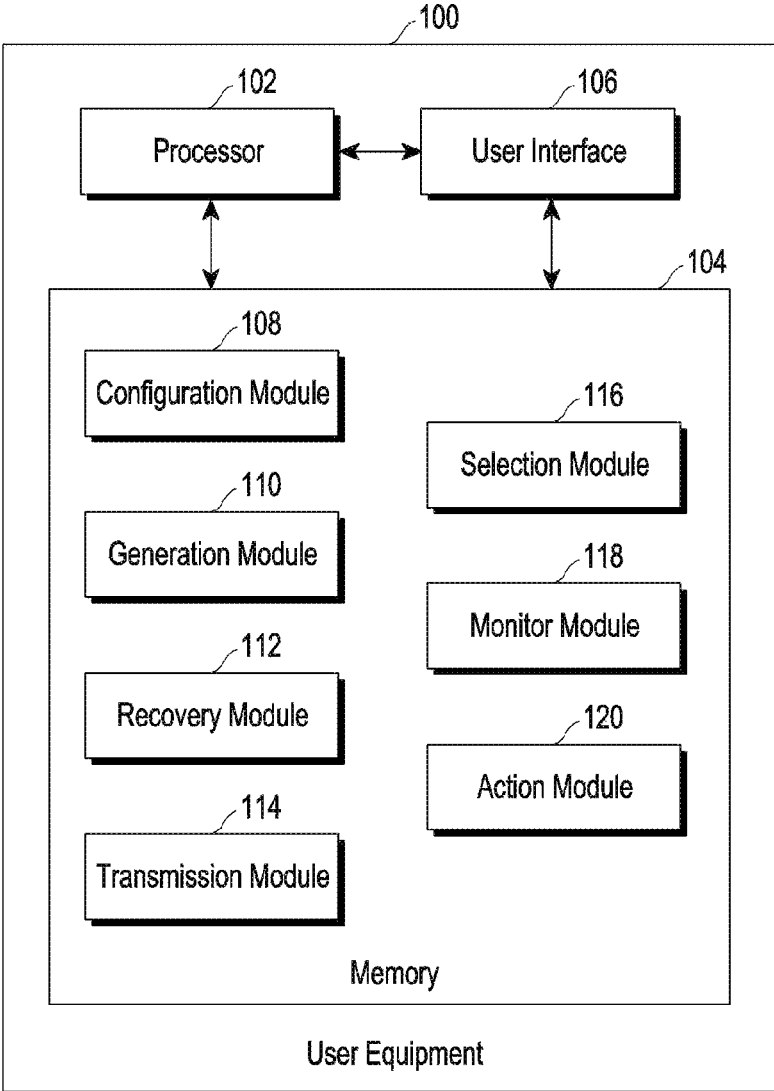 100
102
106
Processor
User Interface
104
108
Configuration Module
116
Selection Module
110
Generation Module
118
Monitor Module
112
Recovery Module
120
Action Module
114
Transmission Module
Memory
User Equipment